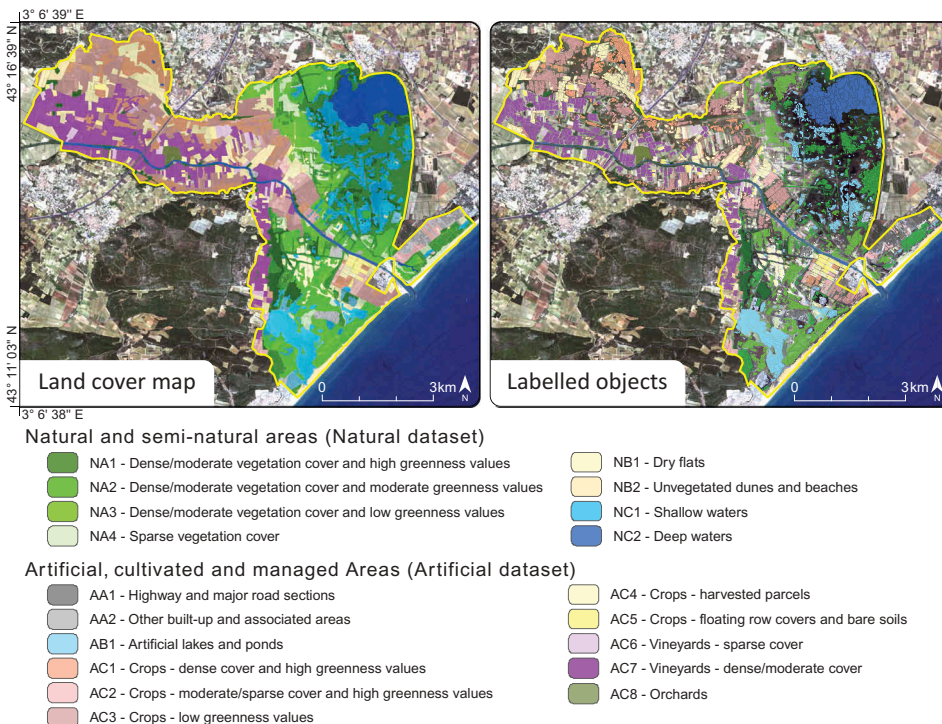 3° 6' 39" E
43° 16' 39" N
43° 11' 03" N
3° 6' 38" E
Land cover map
0 3km
N
Labelled objects
0 3km
N
Natural and semi-natural areas (Natural dataset)
NA1 - Dense/moderate vegetation cover and high greenness values
NA2 - Dense/moderate vegetation cover and moderate greenness values
NA3 - Dense/moderate vegetation cover and low greenness values
NA4 - Sparse vegetation cover
NB1 - Dry flats
NB2 - Unvegetated dunes and beaches
NC1 - Shallow waters
NC2 - Deep waters
Artificial, cultivated and managed Areas (Artificial dataset)
AA1 - Highway and major road sections
AA2 - Other built-up and associated areas
AB1 - Artificial lakes and ponds
AC1 - Crops - dense cover and high greenness values
AC2 - Crops - moderate/sparse cover and high greenness values
AC3 - Crops - low greenness values
AC4 - Crops - harvested parcels
AC5 - Crops - floating row covers and bare soils
AC6 - Vineyards - sparse cover
AC7 - Vineyards - dense/moderate cover
AC8 - Orchards